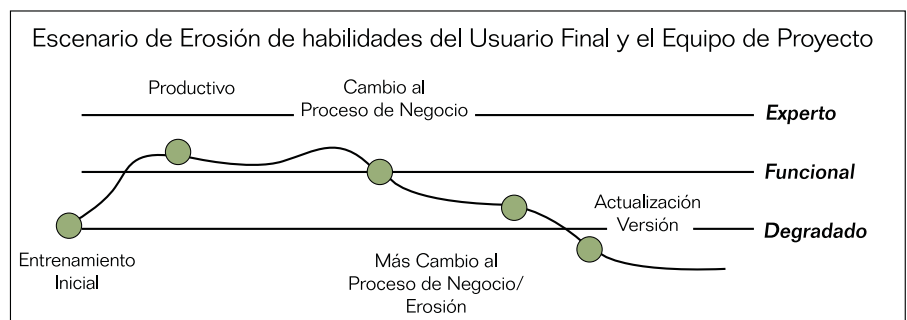 Escenario de Erosión de habilidades del Usuario Final y el Equipo de Proyecto
Productivo
Cambio al
Proceso de Negocio
Experto
Funcional
Actualización
Versión
Degradado
Entrenamiento
Inicial
Más Cambio al
Proceso de Negocio/
Erosión